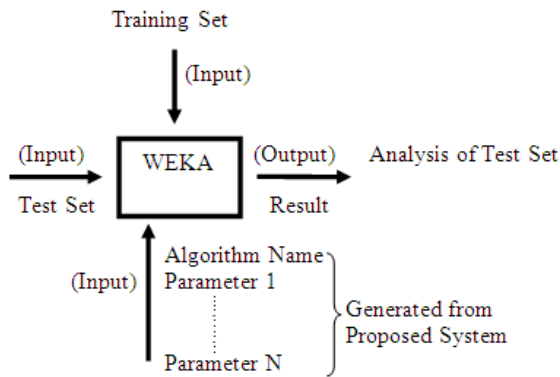 Training Set
(Input)
(Input)
WEKA
(Output)
Analysis of Test Set
Test Set
Result
(Input)
Algorithm Name
Parameter 1
Parameter N
Generated from
Proposed System